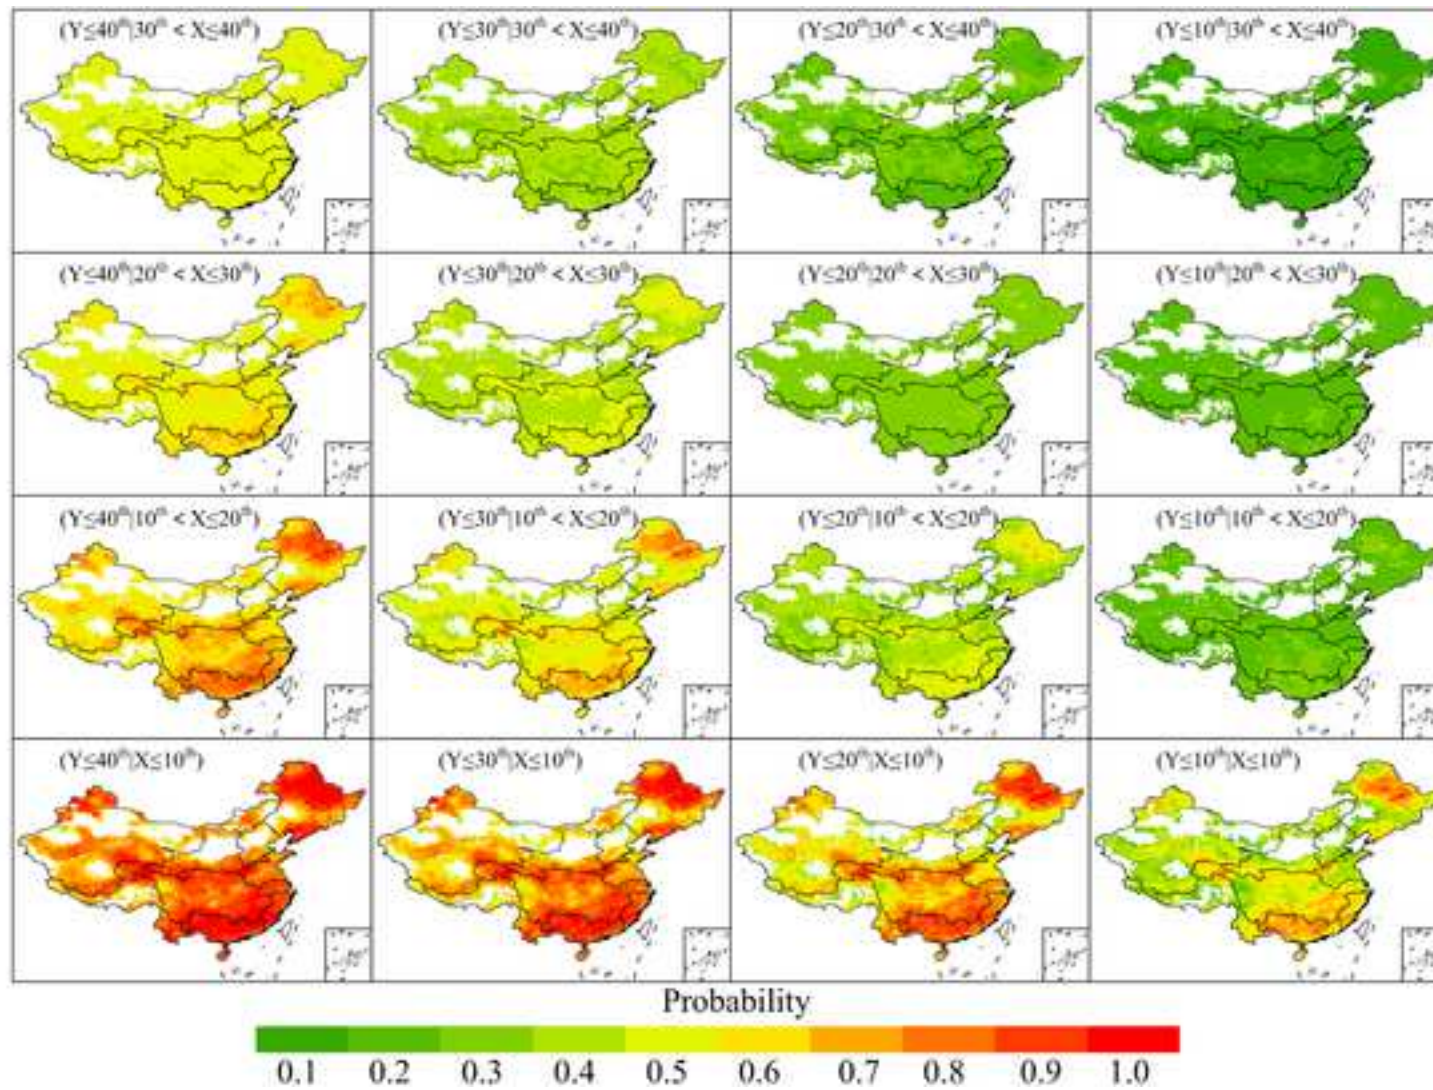 (Y≤40th|30th < X≤40th) (Y≤30th|30th < X≤40th) (Y≤20th|30th < X≤40th) (Y≤10th|30th < X≤40th)
(Y≤40th|20th < X≤30th) (Y≤30th|20th < X≤30th) (Y≤20th|20th < X≤30th) (Y≤10th|20th < X≤30th)
(Y≤40th|10th < X≤20th) (Y≤30th|10th < X≤20th) (Y≤20th|10th < X≤20th) (Y≤10th|10th < X≤20th)
(Y≤40th|X≤10th) (Y≤30th|X≤10th) (Y≤20th|X≤10th) (Y≤10th|X≤10th)
Probability
0.1 0.2 0.3 0.4 0.5 0.6 0.7 0.8 0.9 1.0